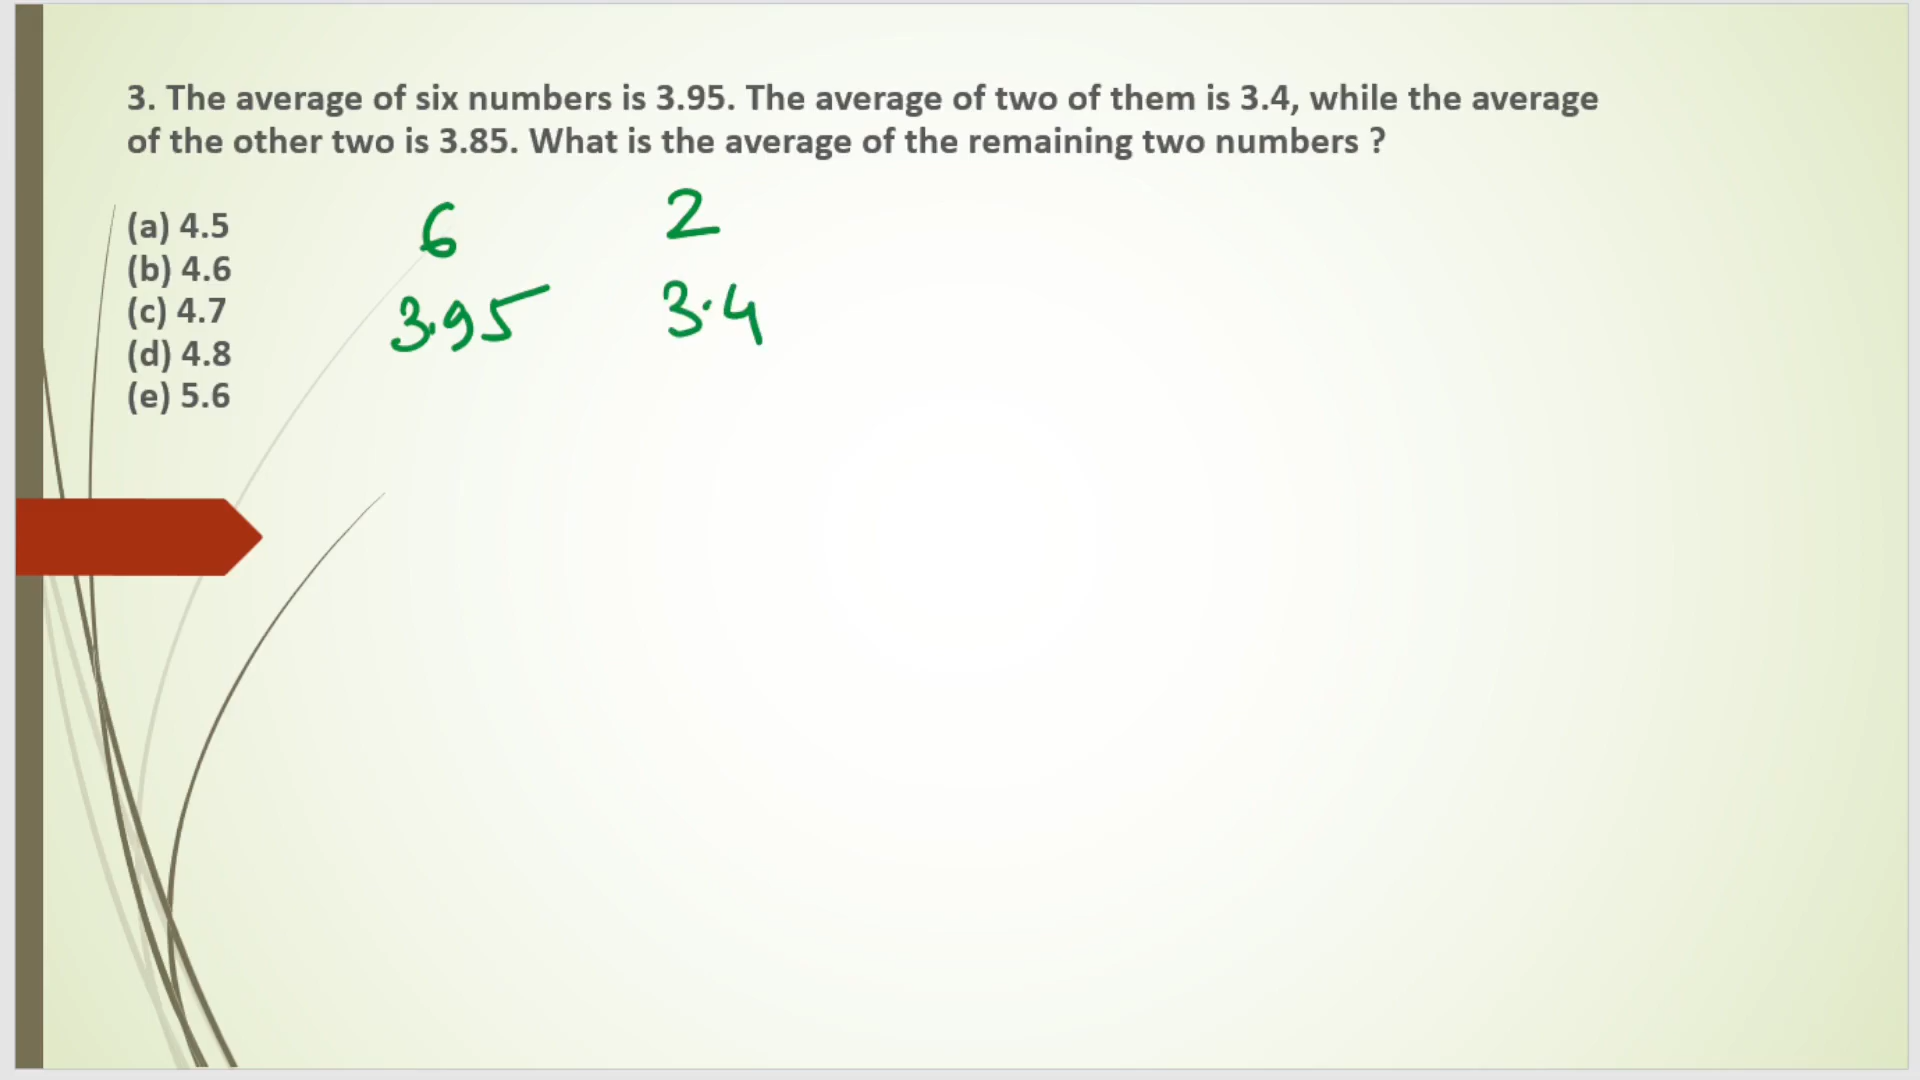 3. The average of six numbers is 3.95. The average of two of them is 3.4, while the average
of the other two is 3.85. What is the average of the remaining two numbers ?
(a) 4.5
(b) 4.6
(c) 4.7
(d) 4.8
(e) 5.6
6 2
3.95 3.4